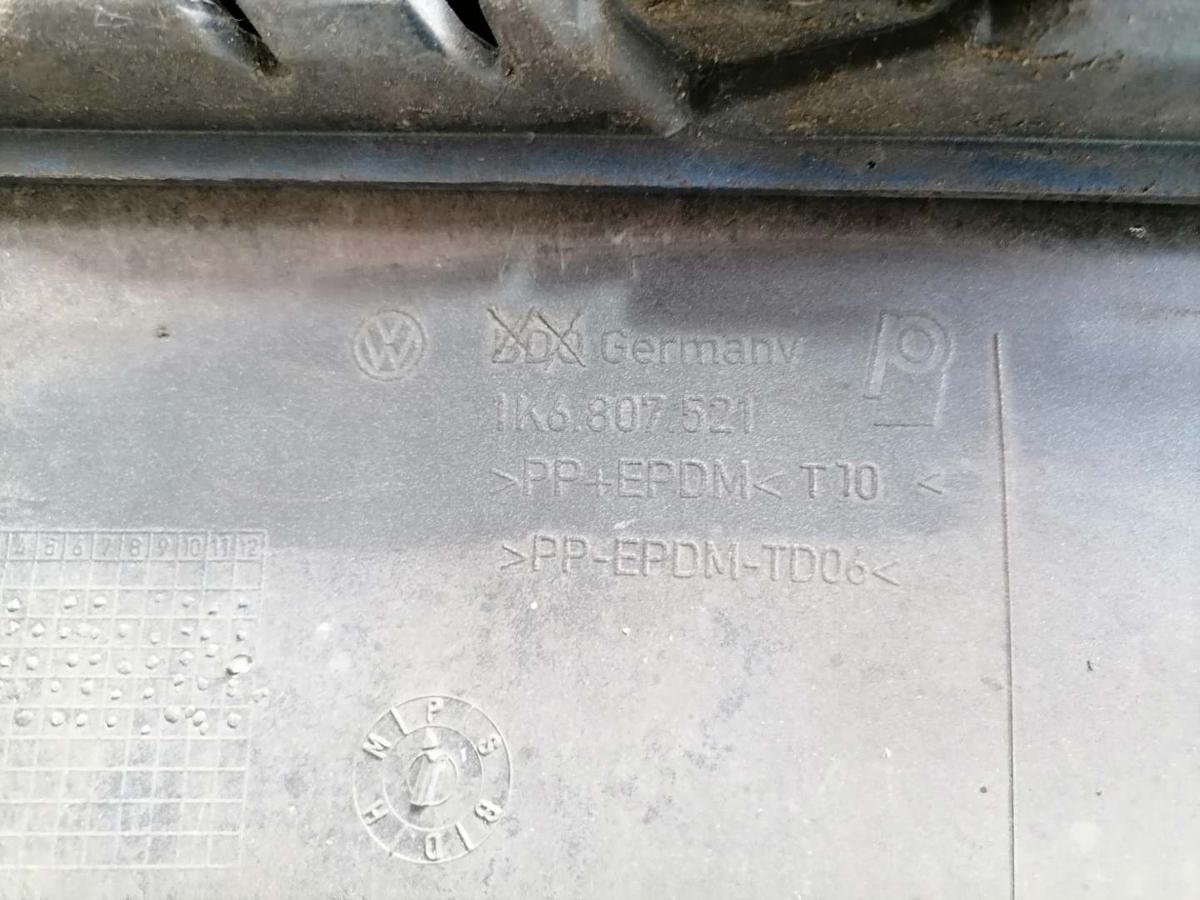 VW
Germany
1K6.807.521
>PP+EPDM< T10 <
>PP-EPDM-TD06<
4 5 6 7 8 9 10 11 12
M P S B D H